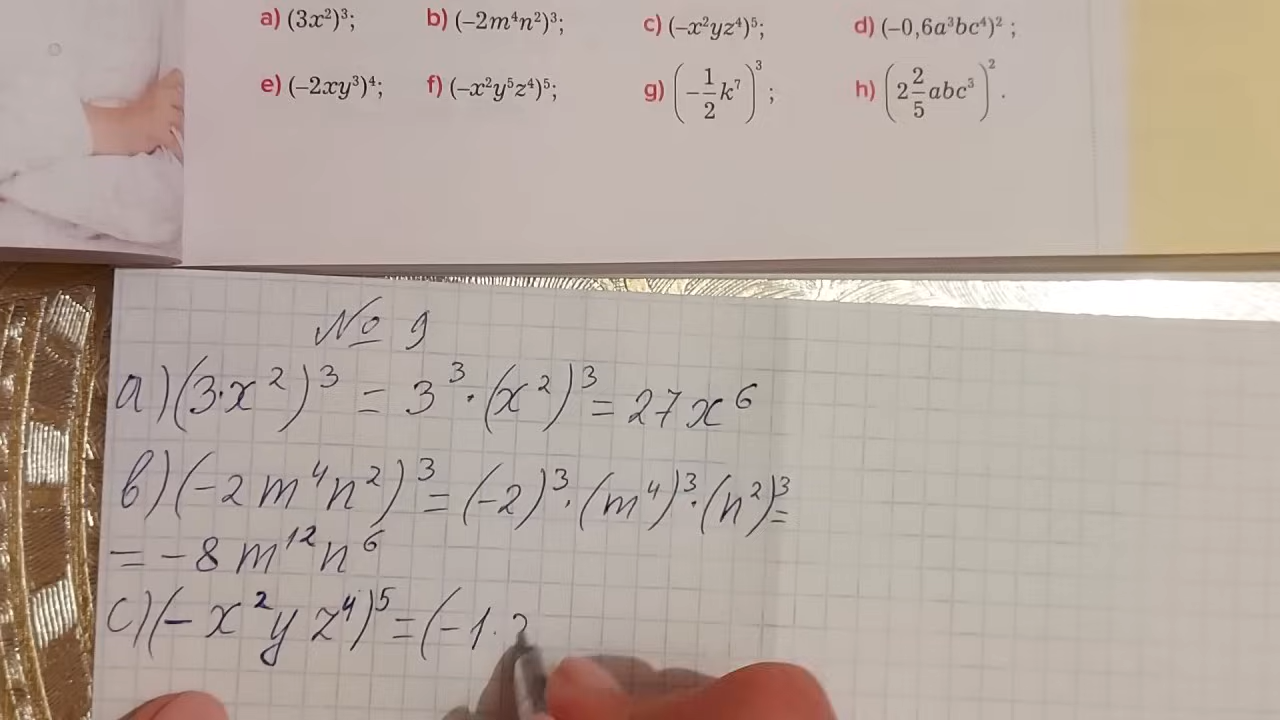 a) (3x²)³; b) (–2m⁴n²)³; c) (–x²yz⁴)⁵; d) (–0,6a³bc⁴)² ;
e) (–2xy³)⁴; f) (–x²y⁵z⁴)⁵; g) (–1/2 k⁷)³ ; h) (2 2/5 abc³)² .
№ 9
a) (3·x²)³ = 3³ · (x²)³ = 27x⁶
b) (–2m⁴n²)³ = (–2)³ · (m⁴)³ · (n²)³ =
= –8m¹²n⁶
c) (–x²yz⁴)⁵ = (–1·